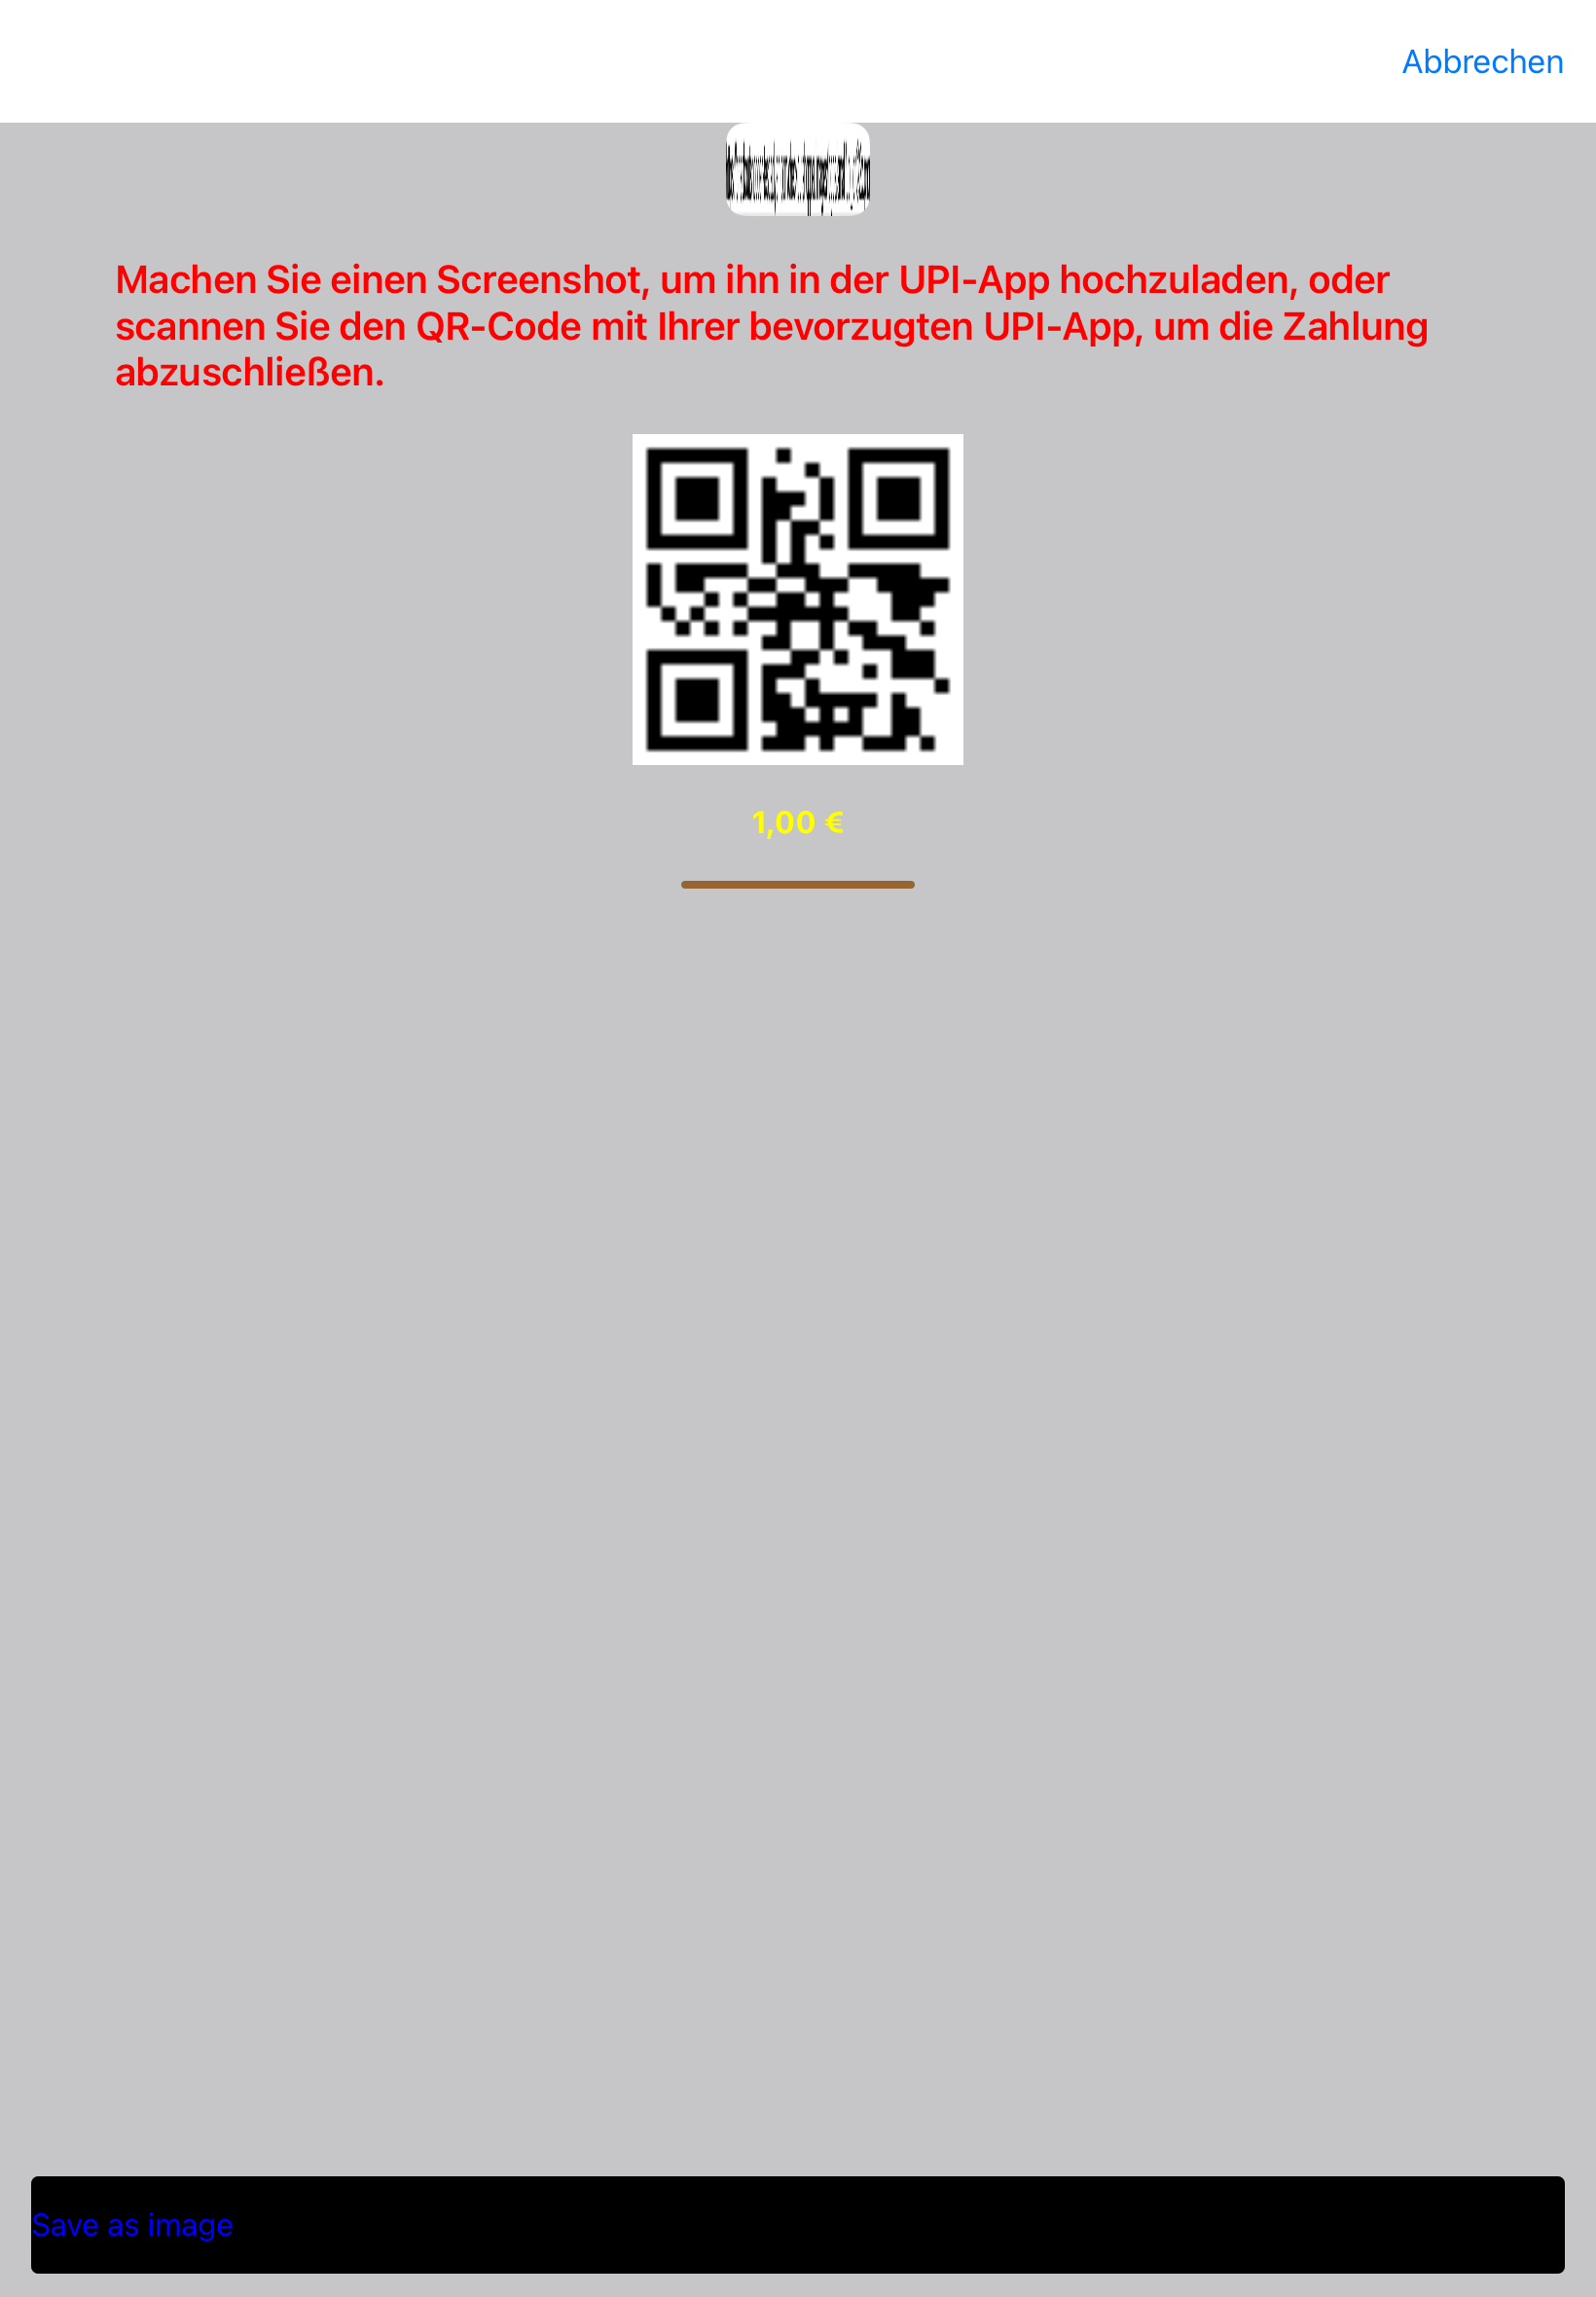 Abbrechen
Machen Sie einen Screenshot, um ihn in der UPI-App hochzuladen, oder
scannen Sie den QR-Code mit Ihrer bevorzugten UPI-App, um die Zahlung
abzuschließen.
1,00 €
Save as image